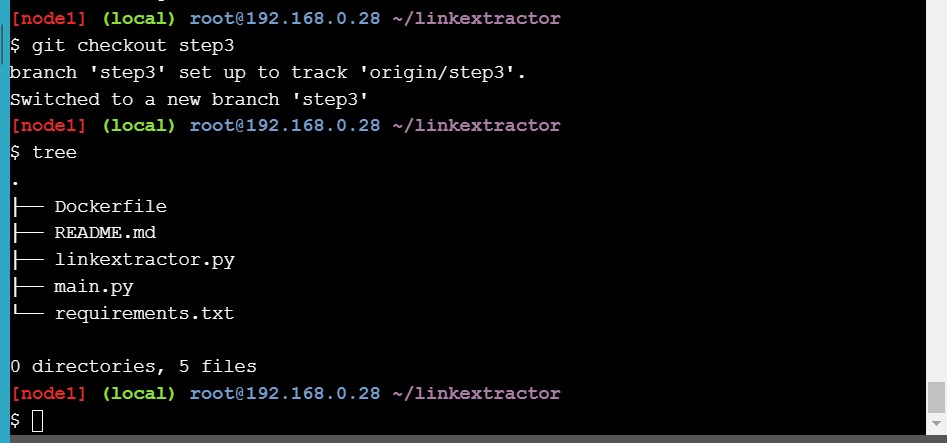 [node1] (local) root@192.168.0.28 ~/linkextractor
$ git checkout step3
branch 'step3' set up to track 'origin/step3'.
Switched to a new branch 'step3'
[node1] (local) root@192.168.0.28 ~/linkextractor
$ tree
.
├── Dockerfile
├── README.md
├── linkextractor.py
├── main.py
└── requirements.txt

0 directories, 5 files
[node1] (local) root@192.168.0.28 ~/linkextractor
$